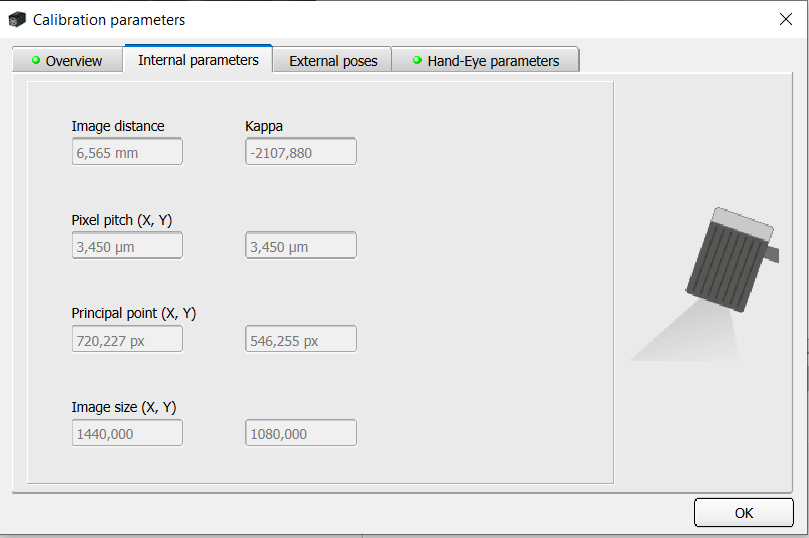 Calibration parameters
Overview Internal parameters External poses Hand-Eye parameters
Image distance Kappa
6,565 mm -2107,880
Pixel pitch (X, Y)
3,450 µm 3,450 µm
Principal point (X, Y)
720,227 px 546,255 px
Image size (X, Y)
1440,000 1080,000
OK